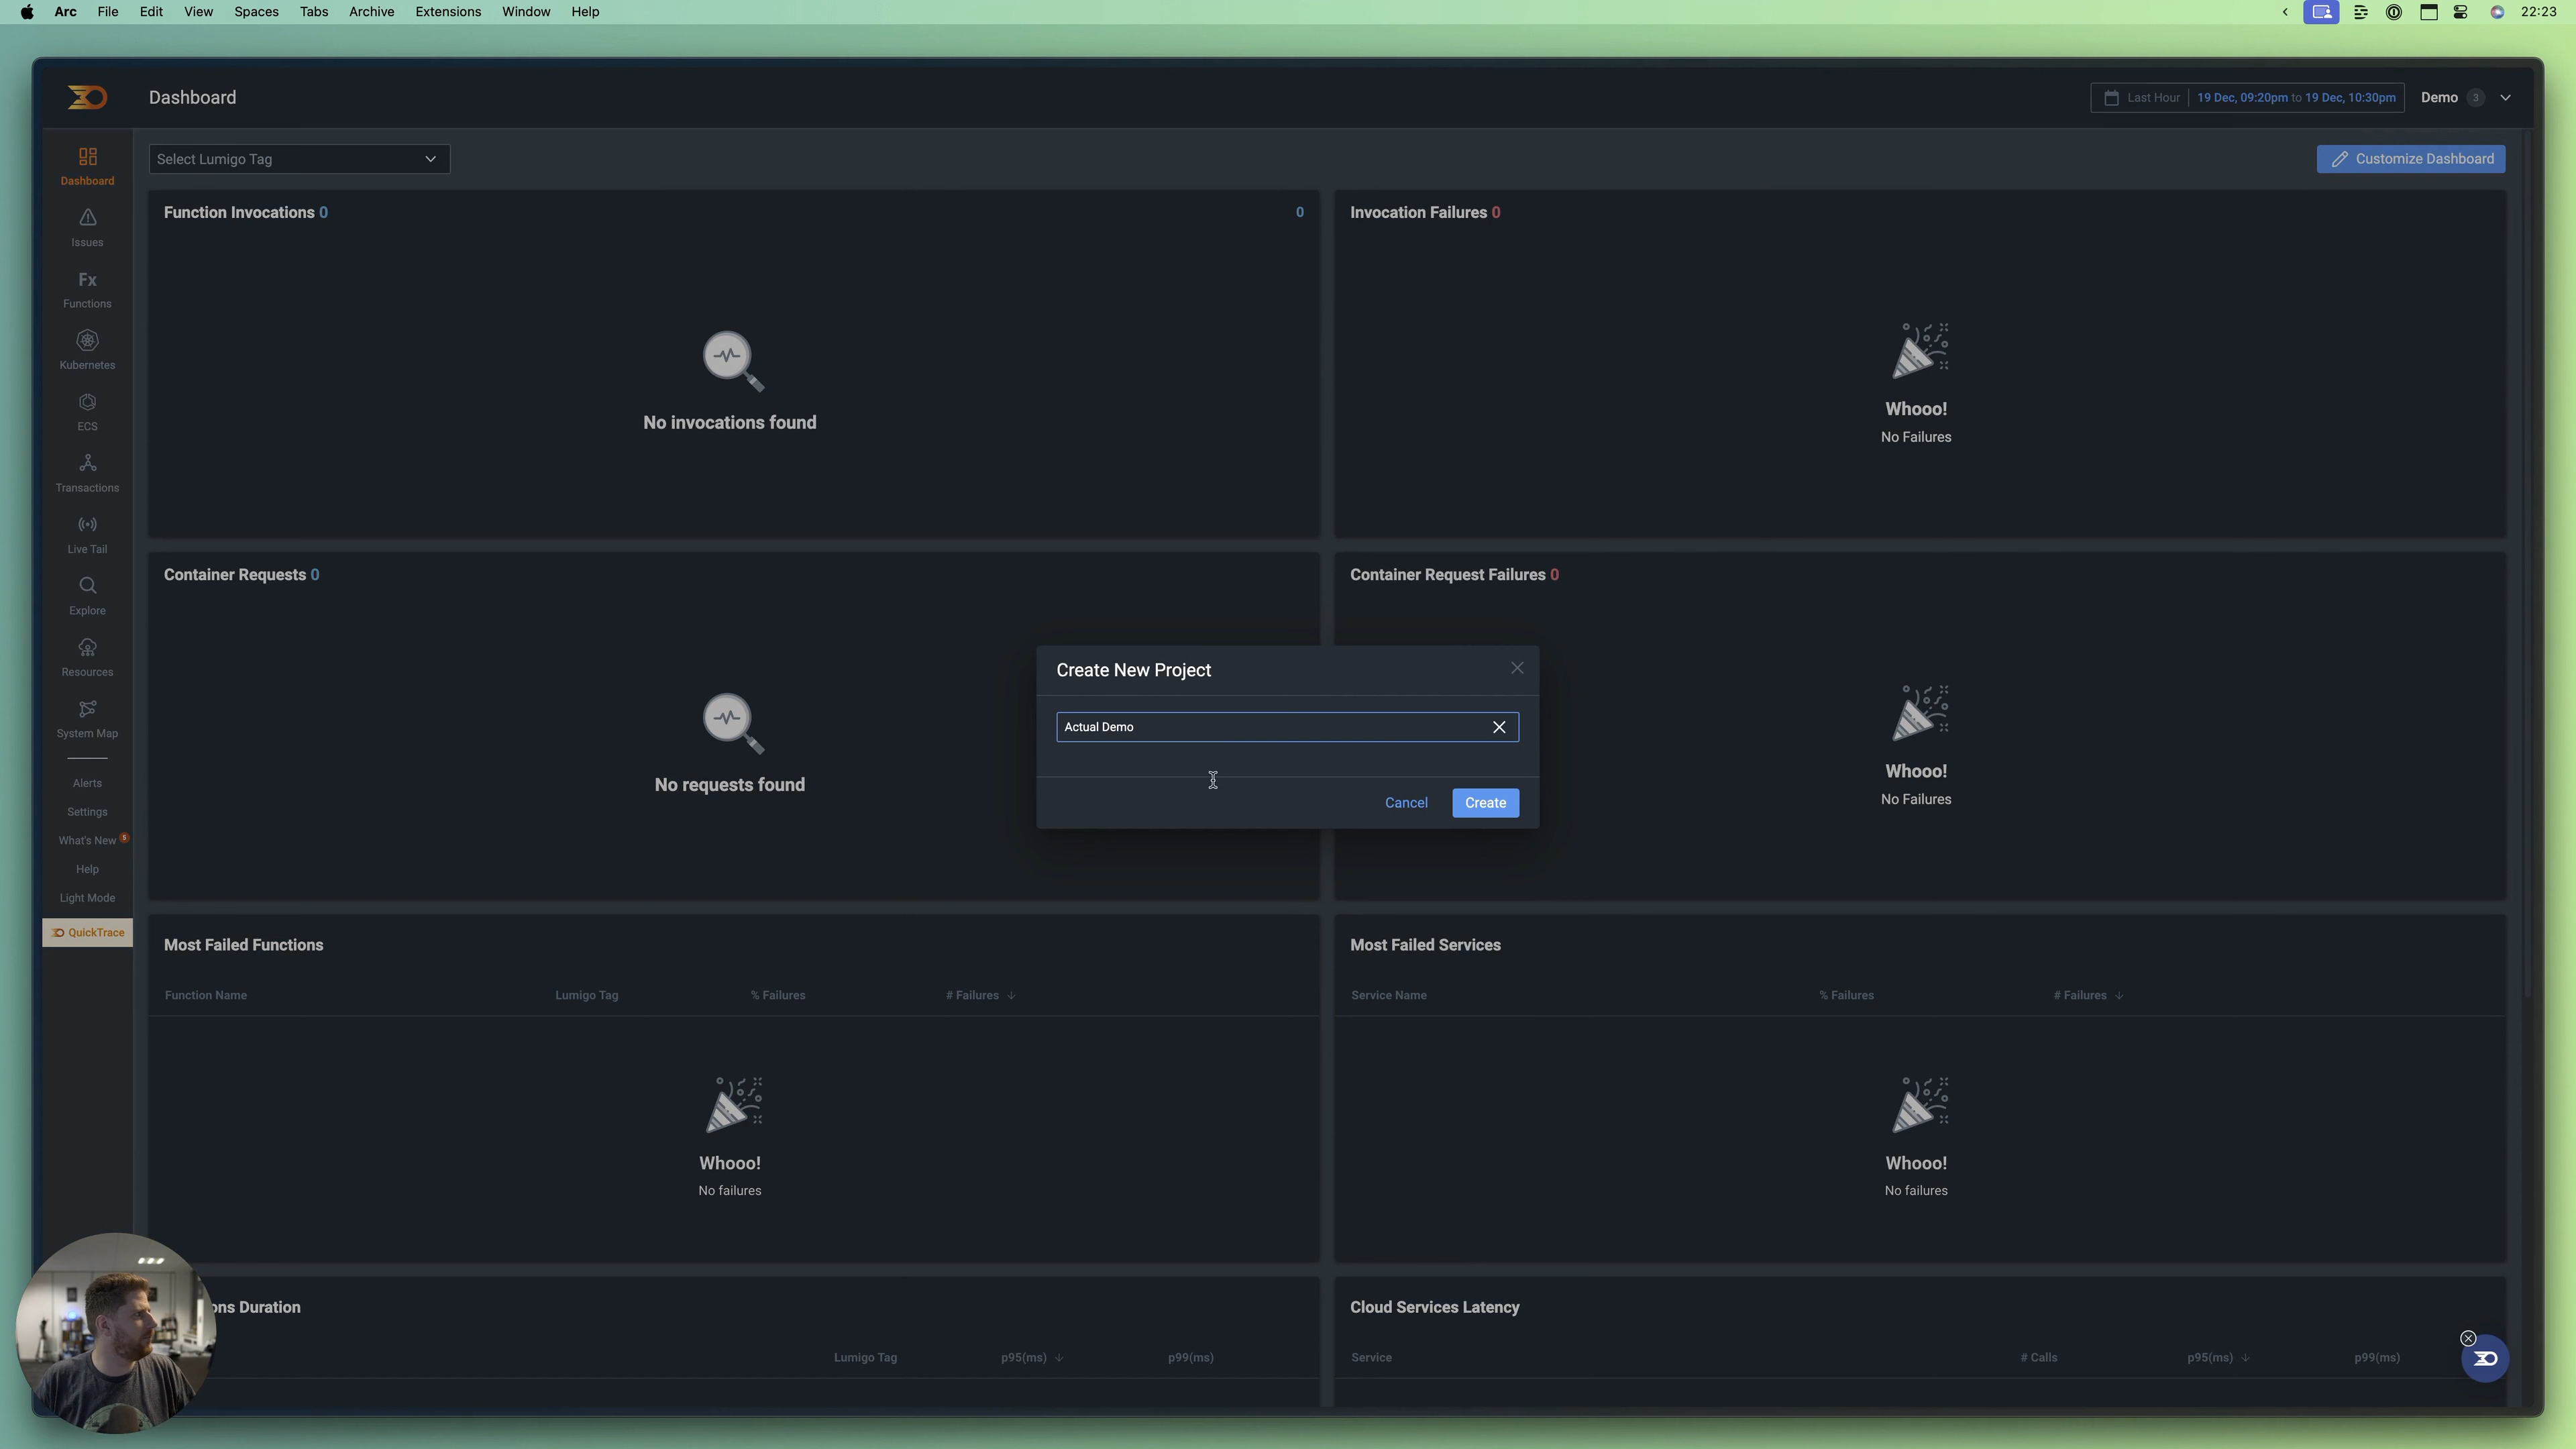 Arc File Edit View Spaces Tabs Archive Extensions Window Help
22:23
Dashboard
Last Hour 19 Dec, 09:20pm to 19 Dec, 10:30pm
Demo 3
Select Lumigo Tag
Customize Dashboard
Dashboard
Issues
Fx
Functions
Kubernetes
ECS
Transactions
Live Tail
Explore
Resources
System Map
Alerts
Settings
What's New 5
Help
Light Mode
QuickTrace
Function Invocations 0
0
No invocations found
Invocation Failures 0
Whooo!
No Failures
Container Requests 0
No requests found
Container Request Failures 0
Whooo!
No Failures
Create New Project
Actual Demo
Cancel
Create
Most Failed Functions
Function Name Lumigo Tag % Failures # Failures
Whooo!
No failures
Most Failed Services
Service Name % Failures # Failures
Whooo!
No failures
ons Duration
Lumigo Tag p95(ms) p99(ms)
Cloud Services Latency
Service # Calls p95(ms) p99(ms)